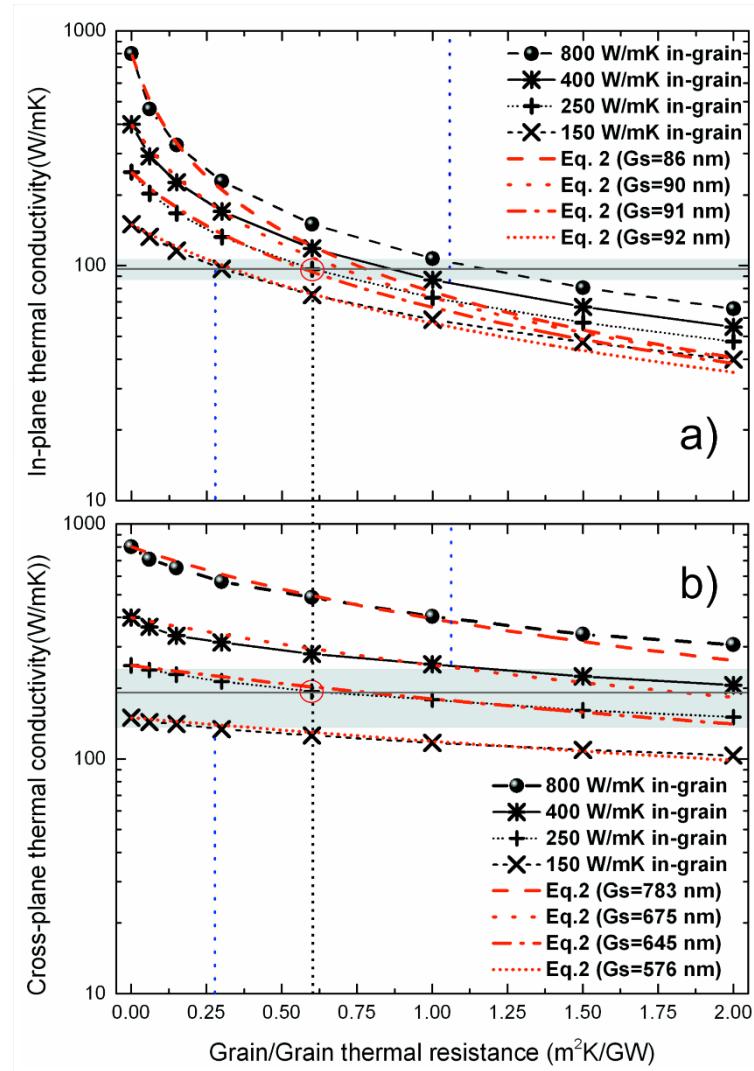 1000
100
10
In-plane thermal conductivity(W/mK)
800 W/mK in-grain
400 W/mK in-grain
250 W/mK in-grain
150 W/mK in-grain
Eq. 2 (Gs=86 nm)
Eq. 2 (Gs=90 nm)
Eq. 2 (Gs=91 nm)
Eq. 2 (Gs=92 nm)
a)
1000
100
10
Cross-plane thermal conductivity(W/mK))
b)
800 W/mK in-grain
400 W/mK in-grain
250 W/mK in-grain
150 W/mK in-grain
Eq.2 (Gs=783 nm)
Eq.2 (Gs=675 nm)
Eq.2 (Gs=645 nm)
Eq.2 (Gs=576 nm)
0.00 0.25 0.50 0.75 1.00 1.25 1.50 1.75 2.00
Grain/Grain thermal resistance (m²K/GW)